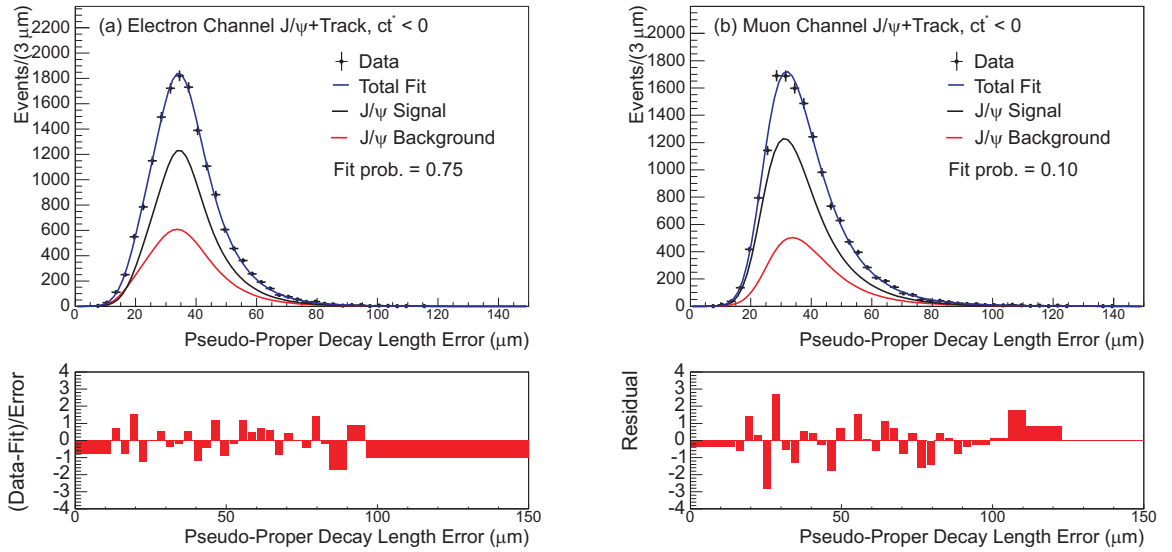 (a) Electron Channel J/ψ+Track, ct* < 0
Events/(3 μm)
2200
2000
1800
1600
1400
1200
1000
800
600
400
200
0
Data
Total Fit
J/ψ Signal
J/ψ Background
Fit prob. = 0.75
0 20 40 60 80 100 120 140
Pseudo-Proper Decay Length Error (μm)
(b) Muon Channel J/ψ+Track, ct* < 0
Events/(3 μm)
2000
1800
1600
1400
1200
1000
800
600
400
200
0
Data
Total Fit
J/ψ Signal
J/ψ Background
Fit prob. = 0.10
0 20 40 60 80 100 120 140
Pseudo-Proper Decay Length Error (μm)
(Data-Fit)/Error
4
3
2
1
0
-1
-2
-3
-4
0 50 100 150
Pseudo-Proper Decay Length Error (μm)
Residual
4
3
2
1
0
-1
-2
-3
-4
0 50 100 150
Pseudo-Proper Decay Length Error (μm)